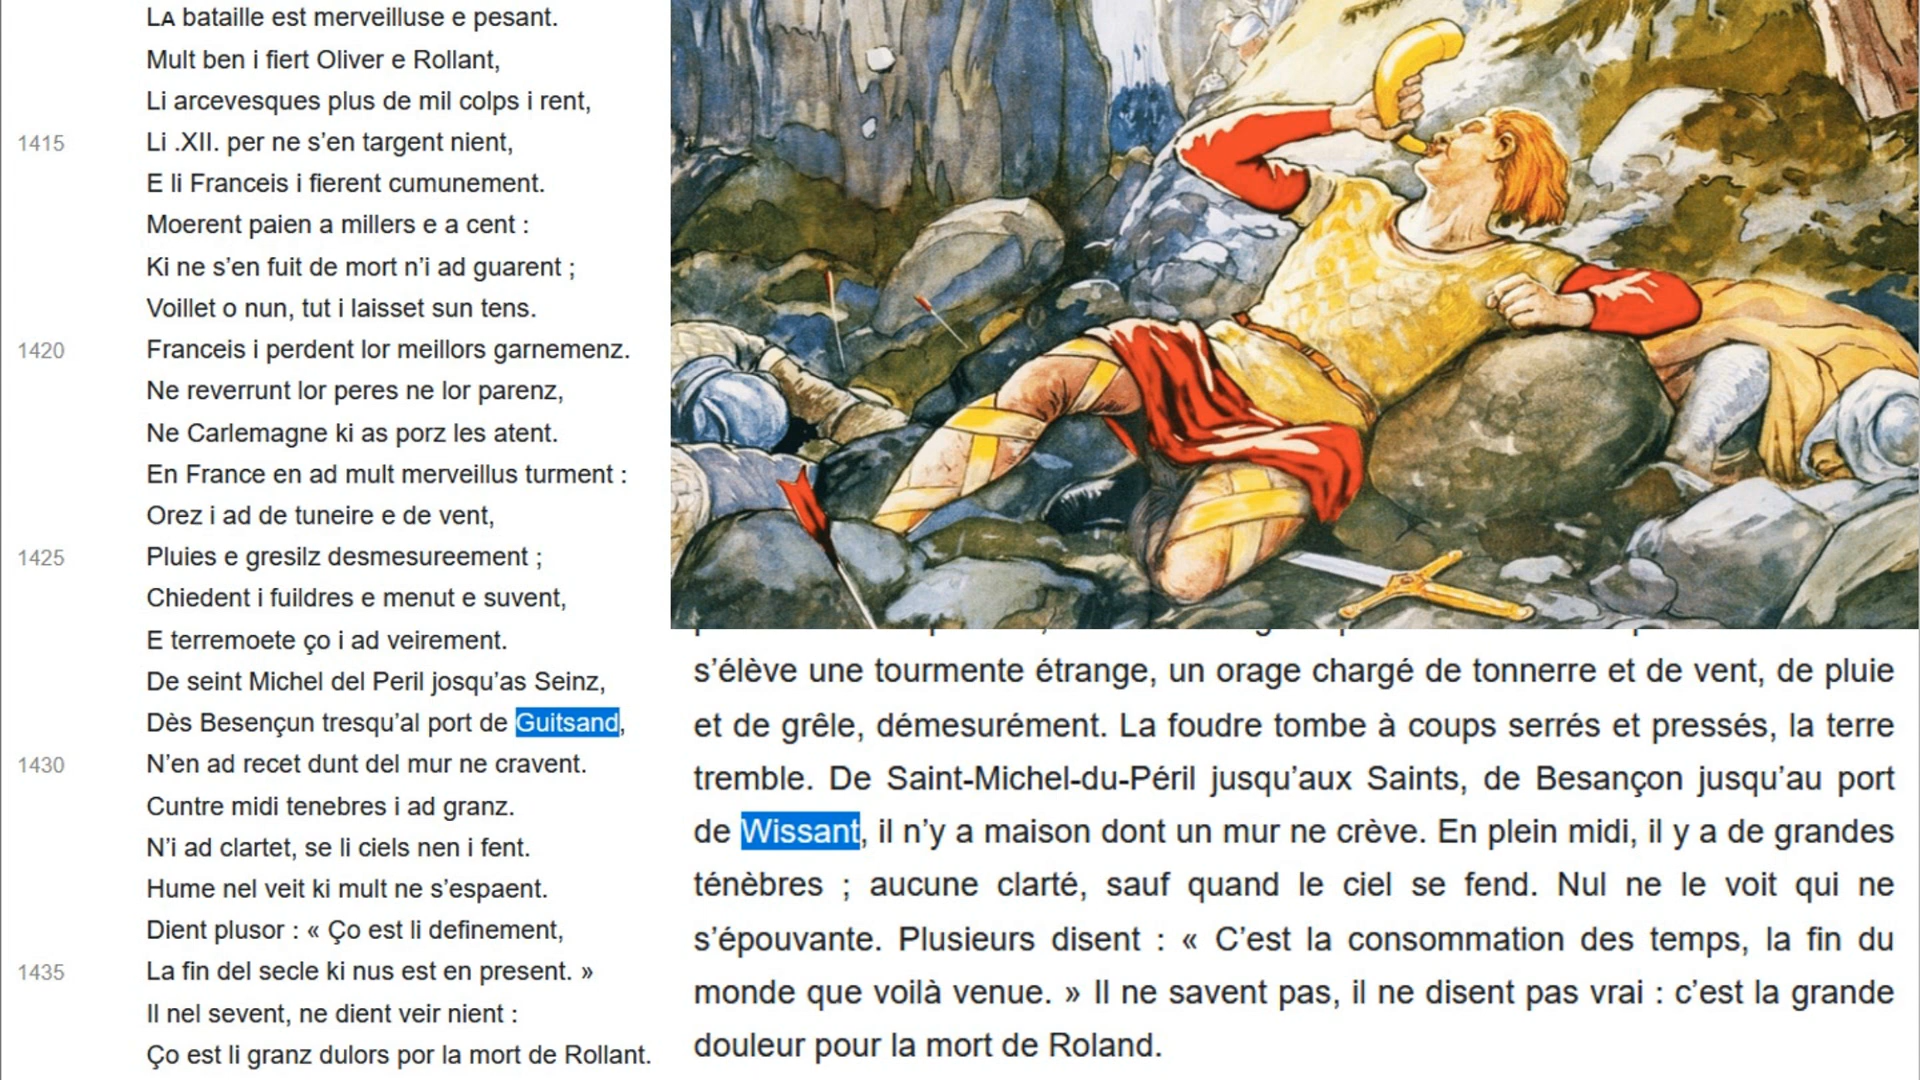 LA bataille est merveilluse e pesant.
Mult ben i fiert Oliver e Rollant,
Li arcevesques plus de mil colps i rent,
1415 Li .XII. per ne s’en targent nient,
E li Franceis i fierent cumunement.
Moerent paien a millers e a cent :
Ki ne s’en fuit de mort n’i ad guarent ;
Voillet o nun, tut i laisset sun tens.
1420 Franceis i perdent lor meillors garnemenz.
Ne reverrunt lor peres ne lor parenz,
Ne Carlemagne ki as porz les atent.
En France en ad mult merveillus turment :
Orez i ad de tuneire e de vent,
1425 Pluies e gresilz desmesureement ;
Chiedent i fuildres e menut e suvent,
E terremoete ço i ad veirement.
De seint Michel del Peril josqu’as Seinz,
Dès Besençun tresqu’al port de Guitsand,
1430 N’en ad recet dunt del mur ne cravent.
Cuntre midi tenebres i ad granz.
N’i ad clartet, se li ciels nen i fent.
Hume nel veit ki mult ne s’espaent.
Dient plusor : « Ço est li definement,
1435 La fin del secle ki nus est en present. »
Il nel sevent, ne dient veir nient :
Ço est li granz dulors por la mort de Rollant.
s’élève une tourmente étrange, un orage chargé de tonnerre et de vent, de pluie
et de grêle, démesurément. La foudre tombe à coups serrés et pressés, la terre
tremble. De Saint-Michel-du-Péril jusqu’aux Saints, de Besançon jusqu’au port
de Wissant, il n’y a maison dont un mur ne crève. En plein midi, il y a de grandes
ténèbres ; aucune clarté, sauf quand le ciel se fend. Nul ne le voit qui ne
s’épouvante. Plusieurs disent : « C’est la consommation des temps, la fin du
monde que voilà venue. » Il ne savent pas, il ne disent pas vrai : c’est la grande
douleur pour la mort de Roland.